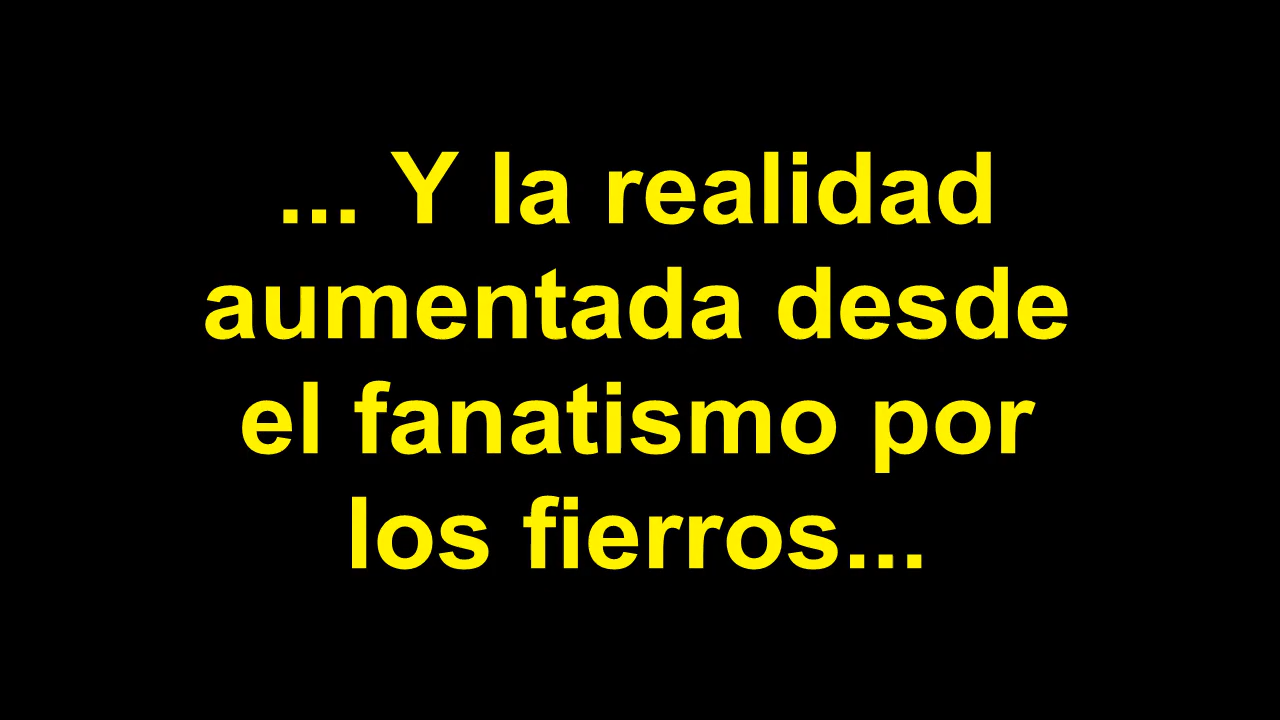 ... Y la realidad
aumentada desde
el fanatismo por
los fierros...